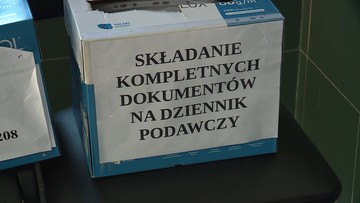 SKŁADANIE
KOMPLETNYCH
DOKUMENTÓW
NA DZIENNIK
PODAWCZY
208